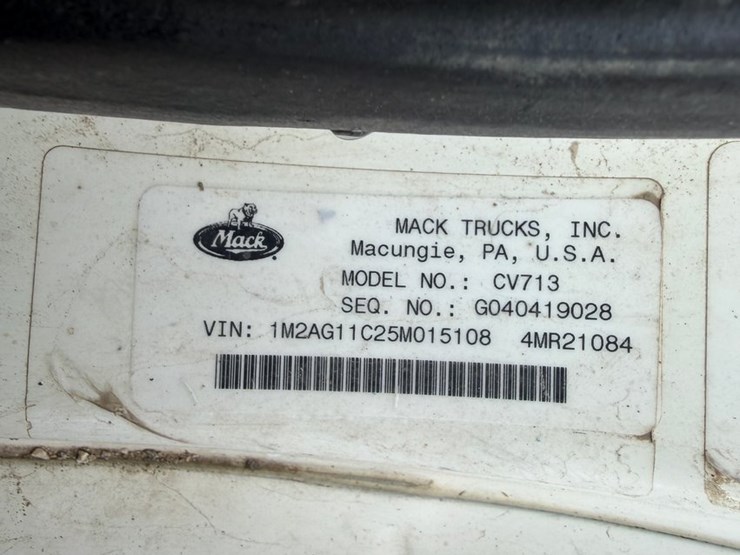 Mack
MACK TRUCKS, INC.
Macungie, PA, U.S.A.
MODEL NO.: CV713
SEQ. NO.: G040419028
VIN: 1M2AG11C25M015108 4MR21084